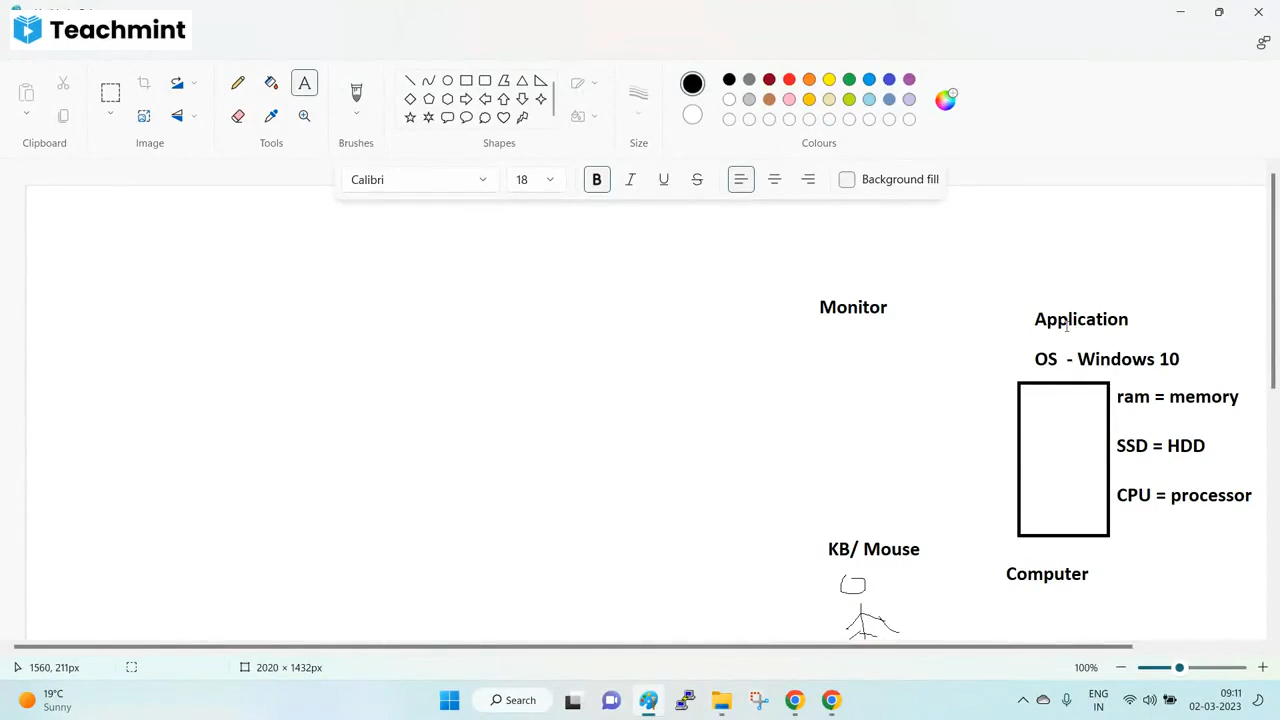 Teachmint
Clipboard
Image
Tools
Brushes
Shapes
Size
Colours
A
Calibri
18
B
I
U
S
Background fill
Monitor
Application
OS - Windows 10
ram = memory
SSD = HDD
CPU = processor
KB/ Mouse
Computer
1560, 211px
2020 × 1432px
100%
19°C
Sunny
Search
ENG
IN
09:11
02-03-2023